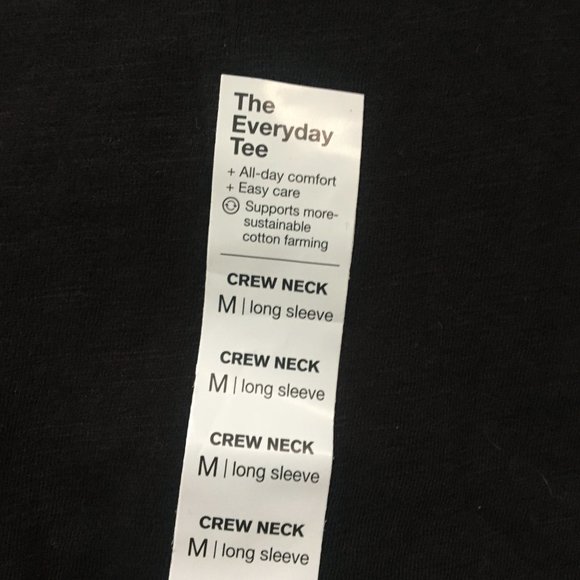 The
Everyday
Tee
+ All-day comfort
+ Easy care
Supports more-
sustainable
cotton farming
CREW NECK
M | long sleeve
CREW NECK
M | long sleeve
CREW NECK
M | long sleeve
CREW NECK
M | long sleeve